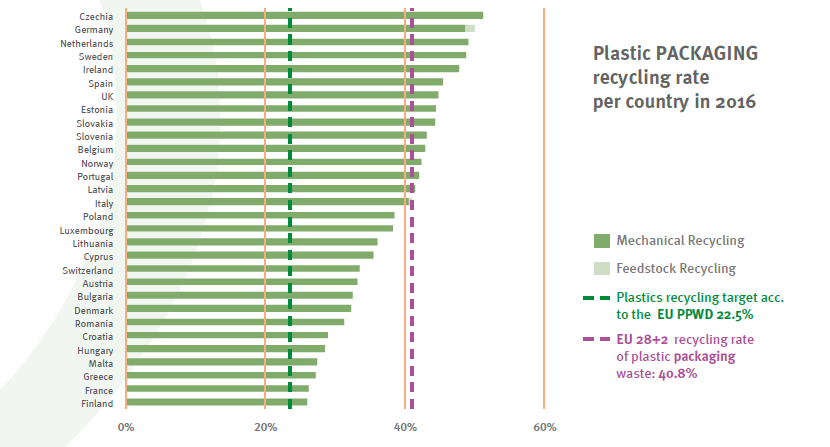 Czechia
Germany
Netherlands
Sweden
Ireland
Spain
UK
Estonia
Slovakia
Slovenia
Belgium
Norway
Portugal
Latvia
Italy
Poland
Luxembourg
Lithuania
Cyprus
Switzerland
Austria
Bulgaria
Denmark
Romania
Croatia
Hungary
Malta
Greece
France
Finland
0%
20%
40%
60%
Plastic PACKAGING
recycling rate
per country in 2016
Mechanical Recycling
Feedstock Recycling
Plastics recycling target acc.
to the EU PPWD 22.5%
EU 28+2 recycling rate
of plastic packaging
waste: 40.8%